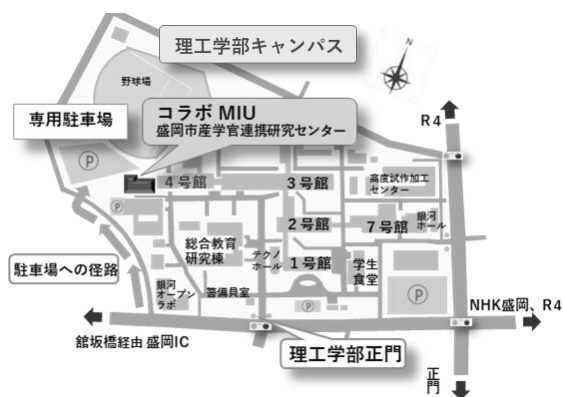 理工学部キャンパス
N
野球場
R4
専用駐車場
コラボ MIU
盛岡市産学官連携研究センター
P
4号館
3号館
高度試作加工
センター
P
2号館
7号館
銀河
ホール
総合教育
研究棟
テクノ
ホール
1号館
学生
食堂
駐車場への径路
銀河
オープン
ラボ
警備員室
P
P
NHK盛岡、R4
舘坂橋経由 盛岡IC
理工学部正門
正門